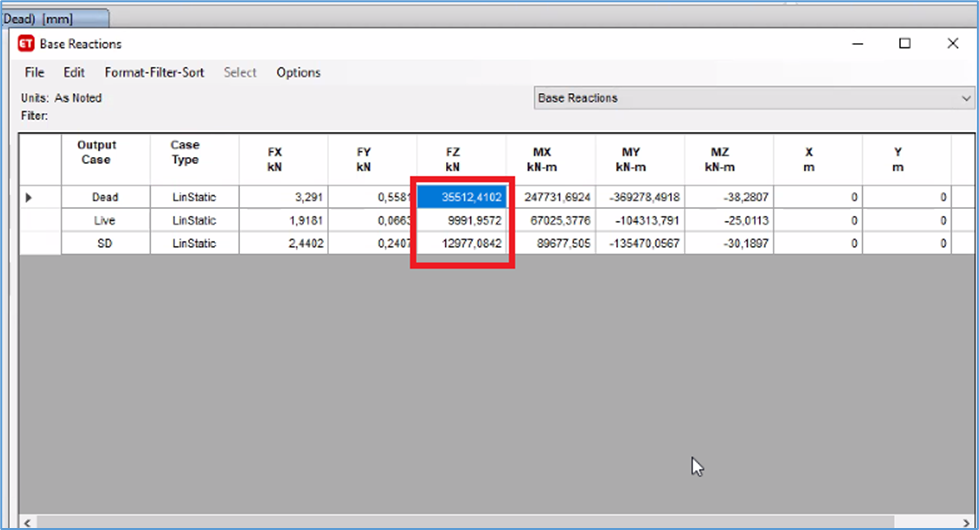 Dead) [mm]
ET Base Reactions
File Edit Format-Filter-Sort Select Options
Units: As Noted Base Reactions
Filter:
Output Case Case Type FX kN FY kN FZ kN MX kN-m MY kN-m MZ kN-m X m Y m
Dead LinStatic 3,291 0,5581 35512,4102 247731,6924 -369278,4918 -38,2807 0 0
Live LinStatic 1,9181 0,0663 9991,9572 67025,3776 -104313,791 -25,0113 0 0
SD LinStatic 2,4402 0,2407 12977,0842 89677,505 -135470,0567 -30,1897 0 0